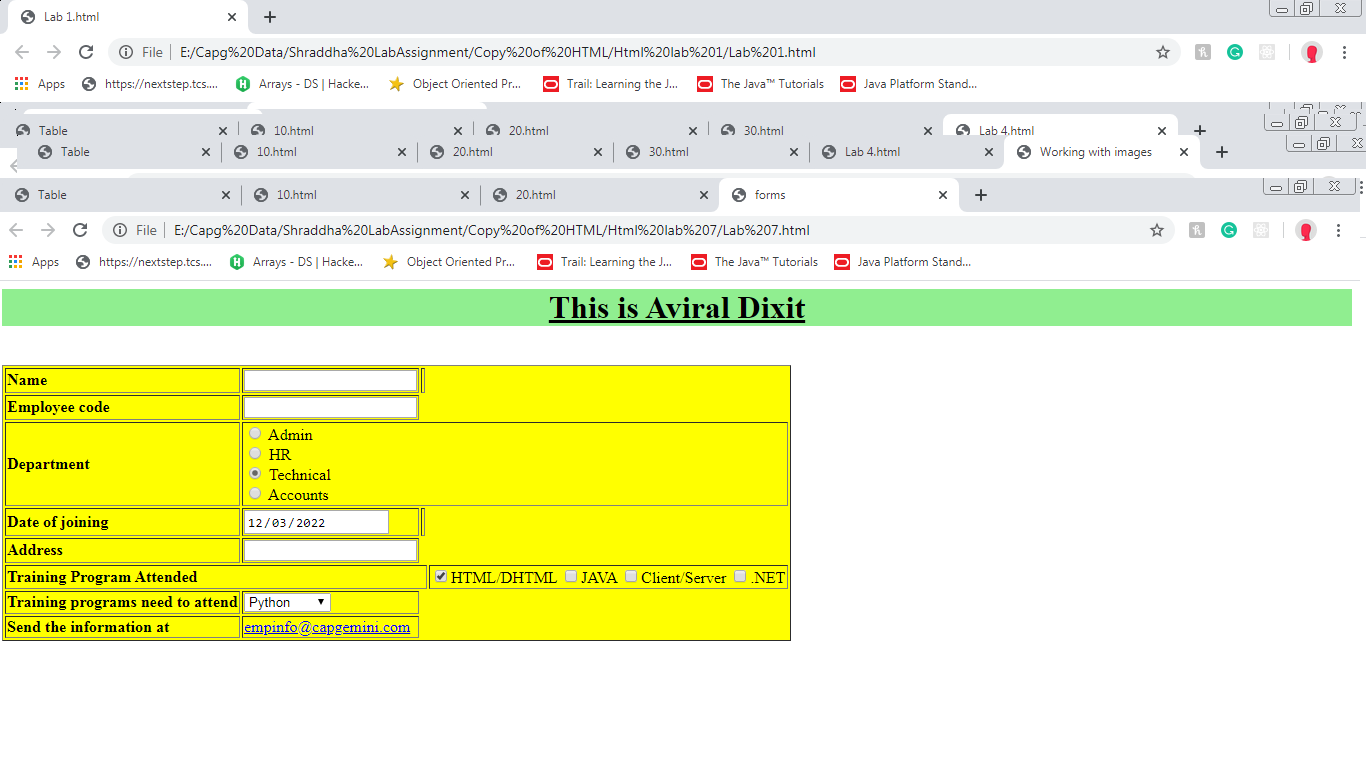 Lab 1.html
File E:/Capg%20Data/Shraddha%20LabAssignment/Copy%20of%20HTML/Html%20lab%201/Lab%201.html
Apps https://nextstep.tcs.... Arrays - DS | Hacke... Object Oriented Pr... Trail: Learning the J... The Java™ Tutorials Java Platform Stand...
Table 10.html 20.html 30.html Lab 4.html
Table 10.html 20.html 30.html Lab 4.html Working with images
Table 10.html 20.html forms
File E:/Capg%20Data/Shraddha%20LabAssignment/Copy%20of%20HTML/Html%20lab%207/Lab%207.html
Apps https://nextstep.tcs.... Arrays - DS | Hacke... Object Oriented Pr... Trail: Learning the J... The Java™ Tutorials Java Platform Stand...
This is Aviral Dixit
Name
Employee code
Department
Admin
HR
Technical
Accounts
Date of joining 12/03/2022
Address
Training Program Attended HTML/DHTML JAVA Client/Server .NET
Training programs need to attend Python
Send the information at empinfo@capgemini.com